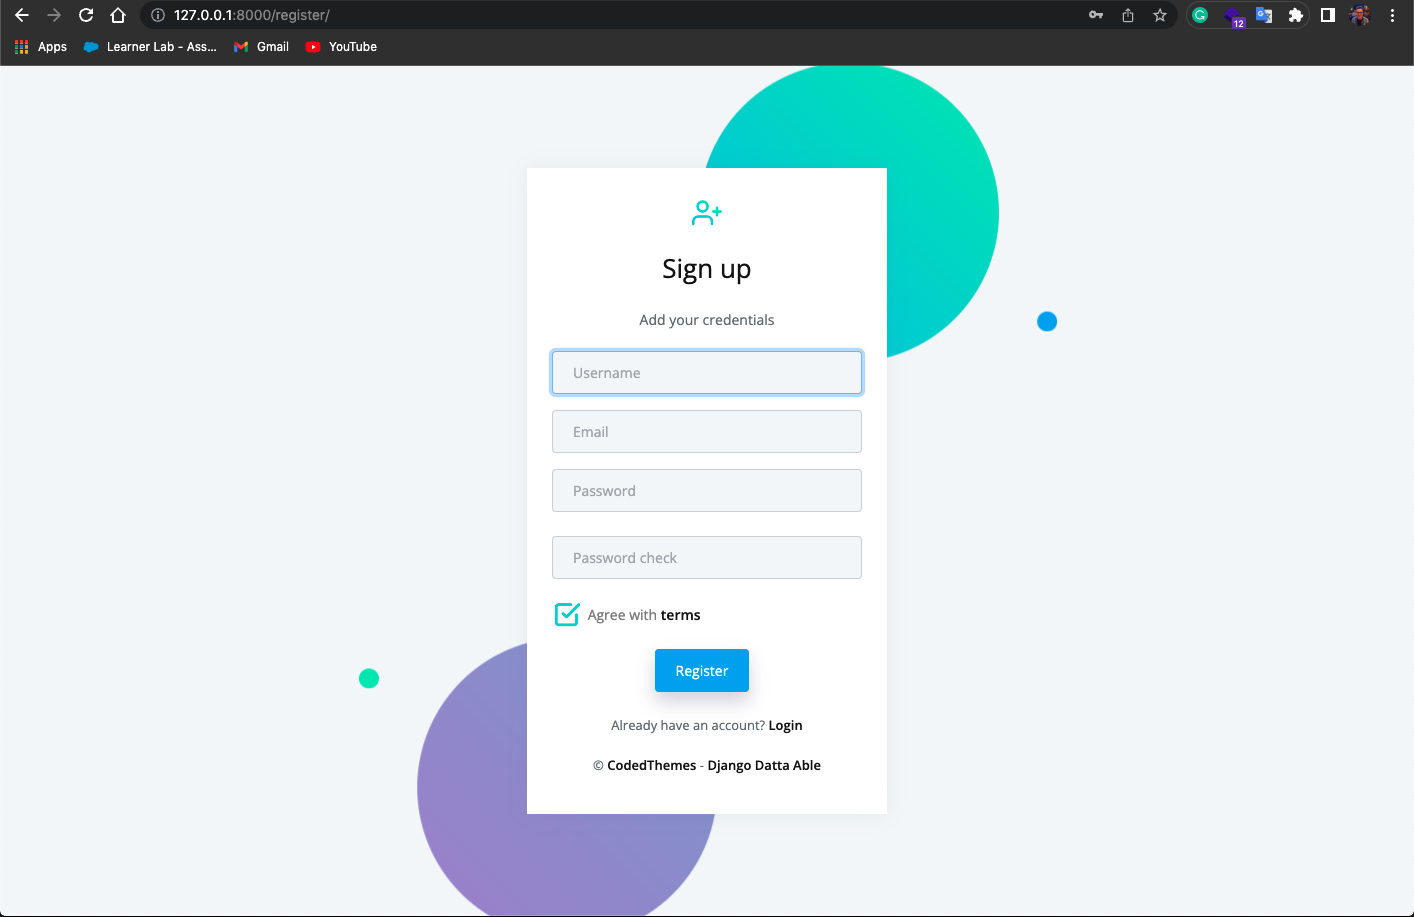 127.0.0.1:8000/register/
12
Apps Learner Lab - Ass... Gmail YouTube
Sign up
Add your credentials
Username
Email
Password
Password check
Agree with terms
Register
Already have an account? Login
© CodedThemes - Django Datta Able